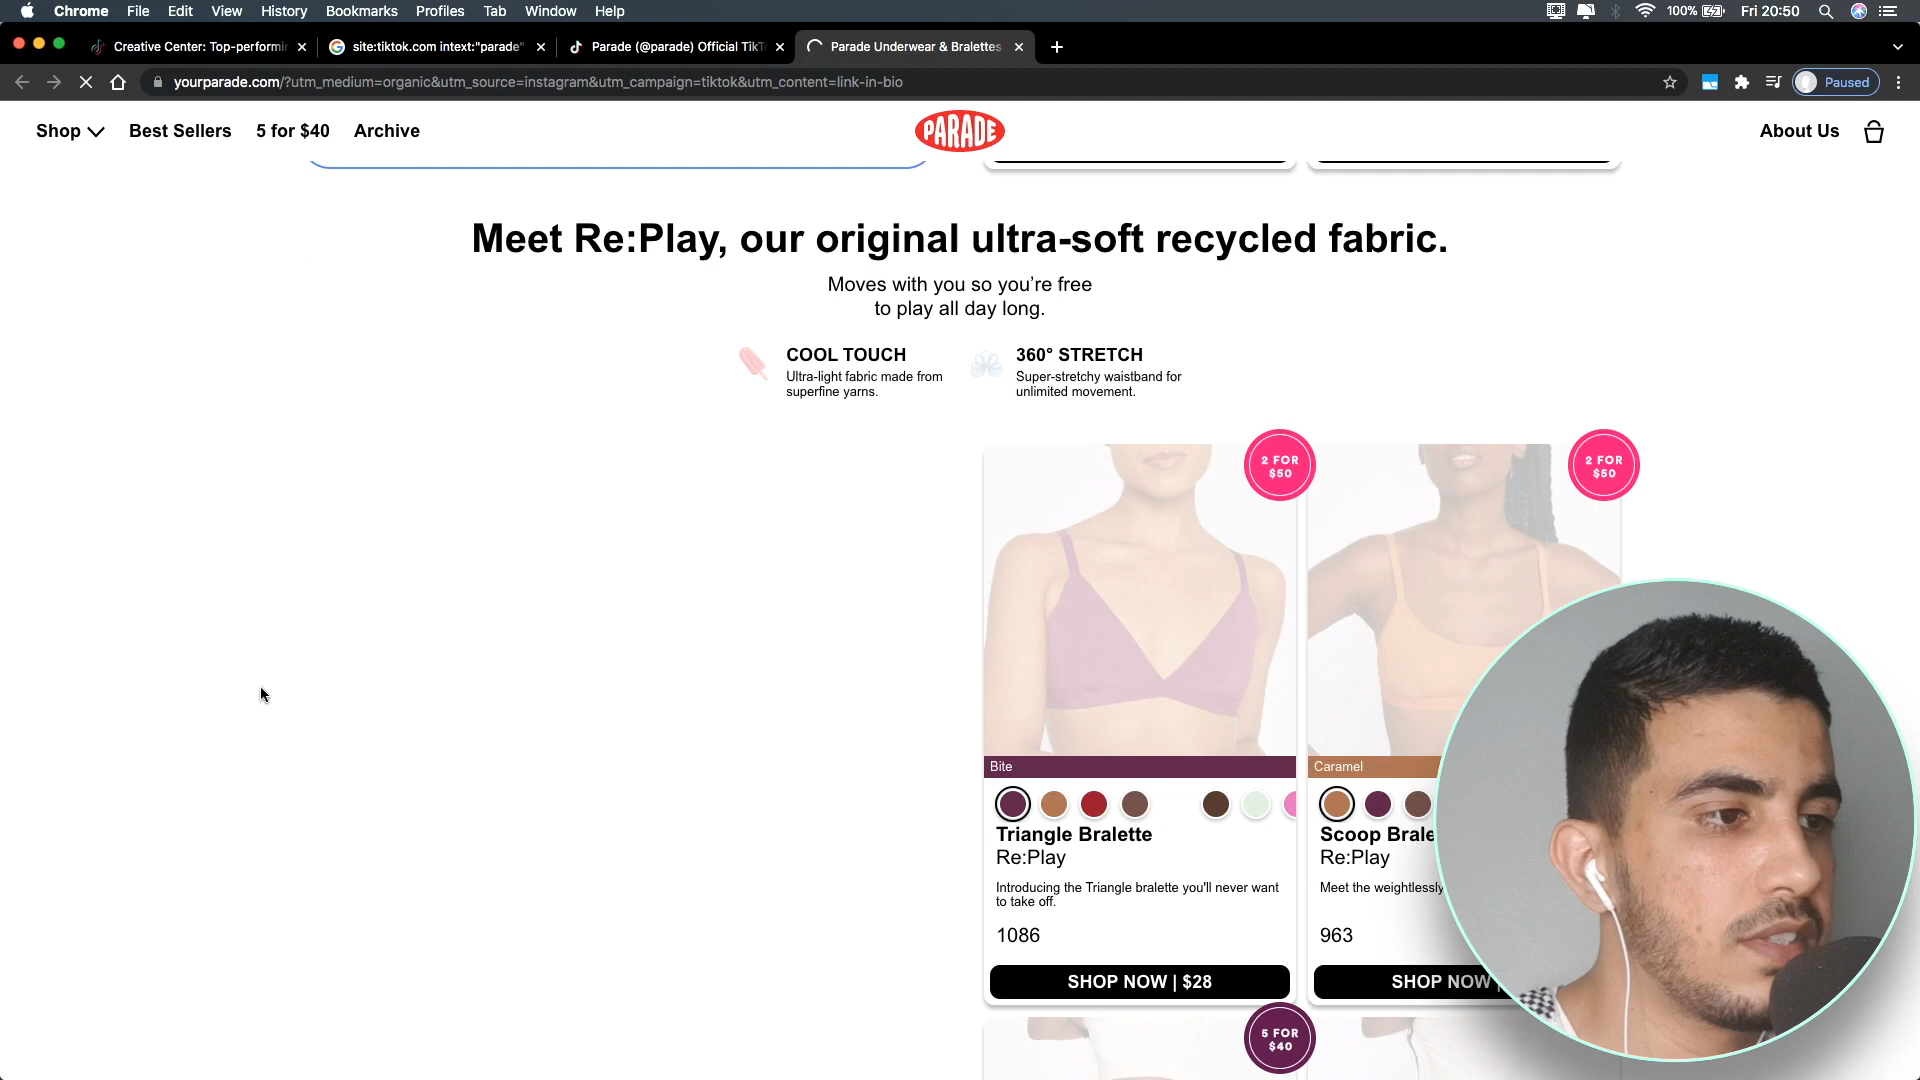 Chrome File Edit View History Bookmarks Profiles Tab Window Help 100% Fri 20:50
Creative Center: Top-performi site:tiktok.com intext:"parade" Parade (@parade) Official TikT Parade Underwear & Bralettes
yourparade.com/?utm_medium=organic&utm_source=instagram&utm_campaign=tiktok&utm_content=link-in-bio Paused
Shop Best Sellers 5 for $40 Archive PARADE About Us
Meet Re:Play, our original ultra-soft recycled fabric.
Moves with you so you're free
to play all day long.
COOL TOUCH
Ultra-light fabric made from
superfine yarns.
360° STRETCH
Super-stretchy waistband for
unlimited movement.
2 FOR
$50
2 FOR
$50
Bite
Triangle Bralette
Re:Play
Introducing the Triangle bralette you'll never want
to take off.
1086
SHOP NOW | $28
Caramel
Scoop Brale
Re:Play
Meet the weightlessly
963
SHOP NOW |
5 FOR
$40